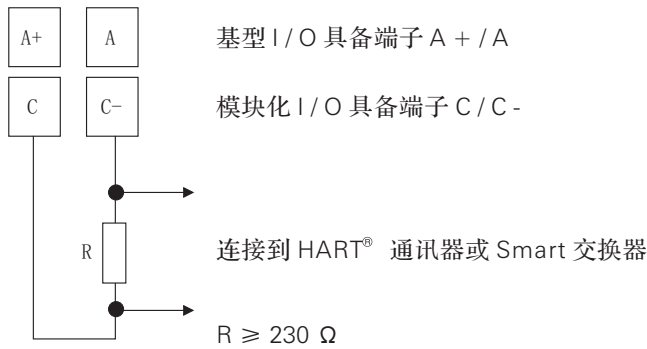 A+ A 基型 I / O 具备端子 A + / A
C C- 模块化 I / O 具备端子 C / C -
R 连接到 HART® 通讯器或 Smart 交换器
R ≥ 230 Ω